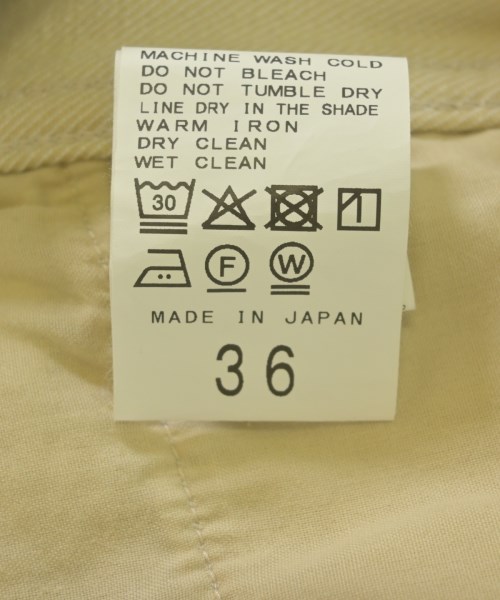 MACHINE WASH COLD
DO NOT BLEACH
DO NOT TUMBLE DRY
LINE DRY IN THE SHADE
WARM IRON
DRY CLEAN
WET CLEAN
30
F W
MADE IN JAPAN
36